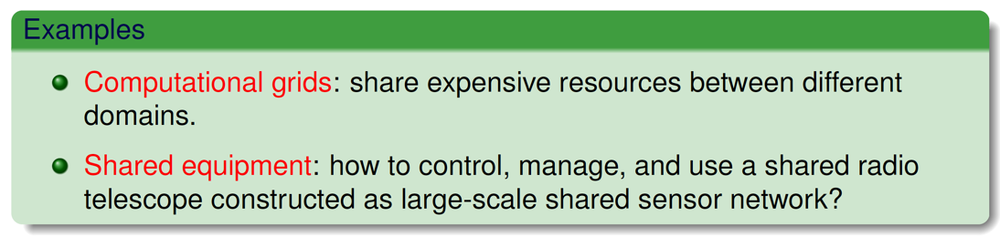 Examples
Computational grids: share expensive resources between different
domains.
Shared equipment: how to control, manage, and use a shared radio
telescope constructed as large-scale shared sensor network?